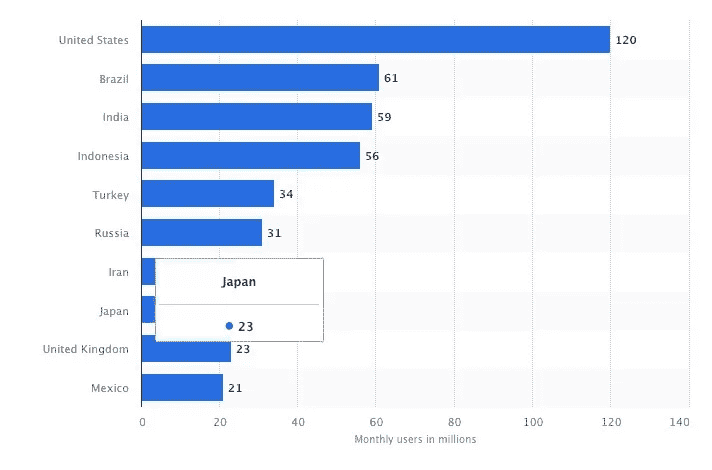 United States 120
Brazil 61
India 59
Indonesia 56
Turkey 34
Russia 31
Iran
Japan
Japan
23
United Kingdom 23
Mexico 21
0 20 40 60 80 100 120 140
Monthly users in millions